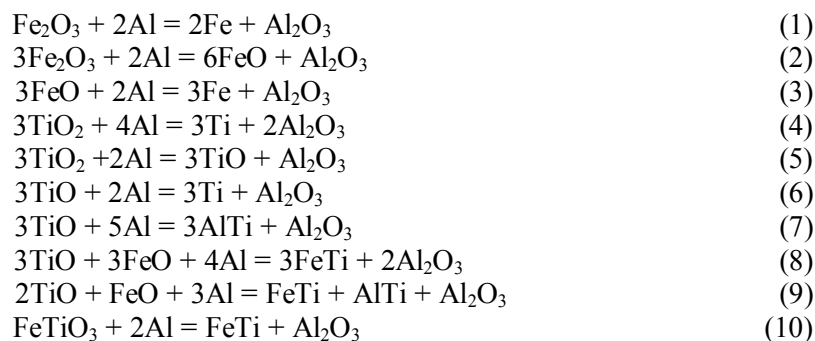 Fe₂O₃ + 2Al = 2Fe + Al₂O₃ (1)
3Fe₂O₃ + 2Al = 6FeO + Al₂O₃ (2)
3FeO + 2Al = 3Fe + Al₂O₃ (3)
3TiO₂ + 4Al = 3Ti + 2Al₂O₃ (4)
3TiO₂ +2Al = 3TiO + Al₂O₃ (5)
3TiO + 2Al = 3Ti + Al₂O₃ (6)
3TiO + 5Al = 3AlTi + Al₂O₃ (7)
3TiO + 3FeO + 4Al = 3FeTi + 2Al₂O₃ (8)
2TiO + FeO + 3Al = FeTi + AlTi + Al₂O₃ (9)
FeTiO₃ + 2Al = FeTi + Al₂O₃ (10)